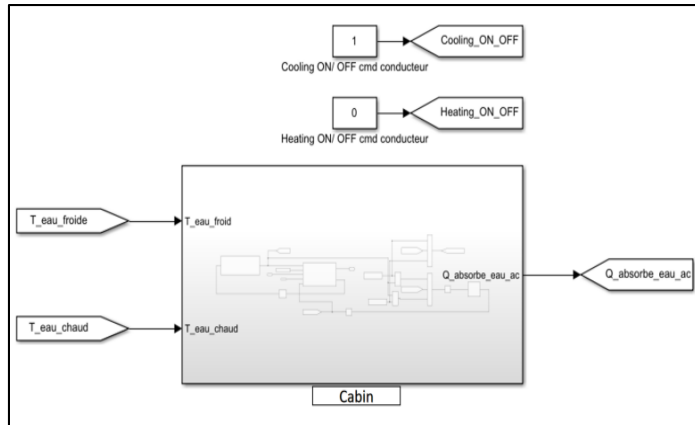 1
Cooling_ON_OFF
Cooling ON/ OFF cmd conducteur
0
Heating_ON_OFF
Heating ON/ OFF cmd conducteur
T_eau_froide
T_eau_froid
Q_absorbe_eau_ac
Q_absorbe_eau_ac
T_eau_chaud
T_eau_chaud
Cabin